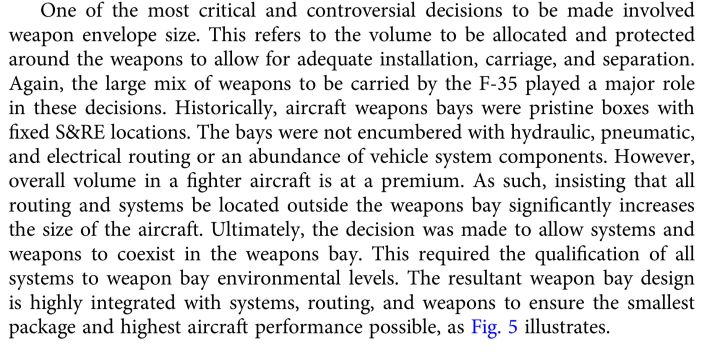 One of the most critical and controversial decisions to be made involved
weapon envelope size. This refers to the volume to be allocated and protected
around the weapons to allow for adequate installation, carriage, and separation.
Again, the large mix of weapons to be carried by the F-35 played a major role
in these decisions. Historically, aircraft weapons bays were pristine boxes with
fixed S&RE locations. The bays were not encumbered with hydraulic, pneumatic,
and electrical routing or an abundance of vehicle system components. However,
overall volume in a fighter aircraft is at a premium. As such, insisting that all
routing and systems be located outside the weapons bay significantly increases
the size of the aircraft. Ultimately, the decision was made to allow systems and
weapons to coexist in the weapons bay. This required the qualification of all
systems to weapon bay environmental levels. The resultant weapon bay design
is highly integrated with systems, routing, and weapons to ensure the smallest
package and highest aircraft performance possible, as Fig. 5 illustrates.